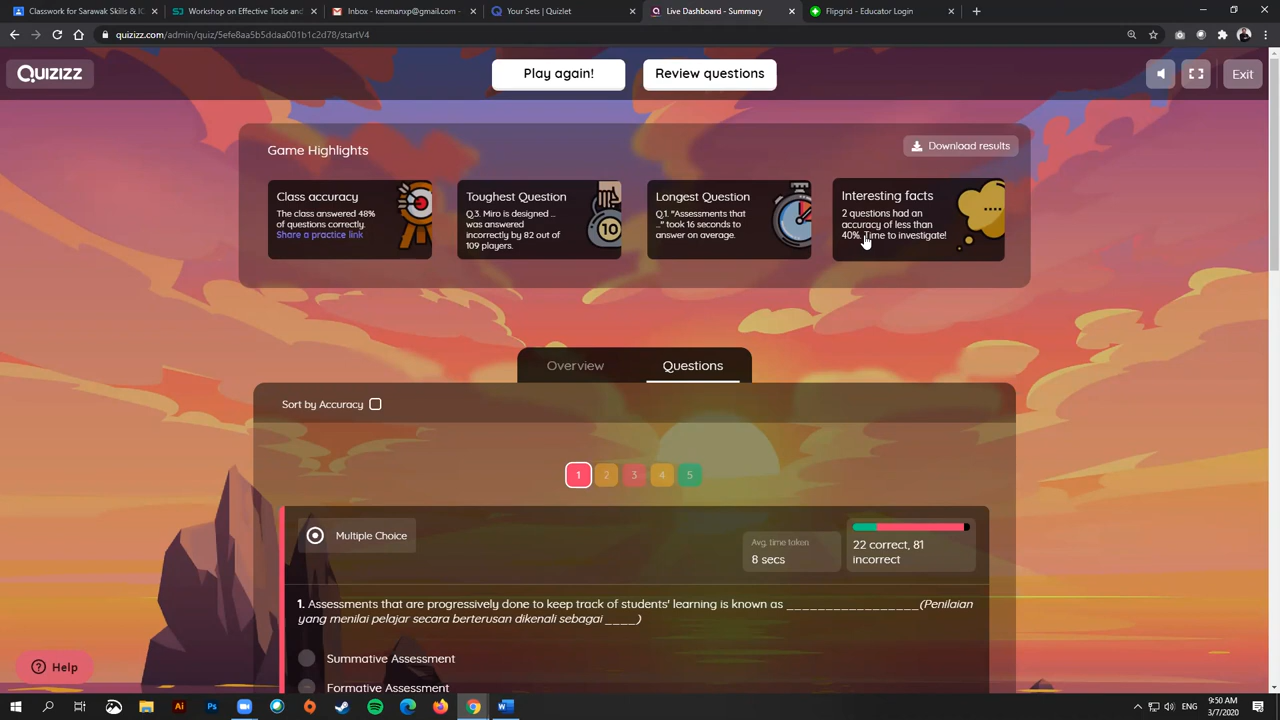 Classroom for Sarawak Skills & IC
Workshop on Effective Tools and
Inbox - keemanxp@gmail.com -
Your Sets | Quizlet
Live Dashboard - Summary
Flipgrid - Educator Login
quizizz.com/admin/quiz/5efe8aa5b5ddaa001b1c2d78/startV4
Quizizz
Play again!
Review questions
Exit
Game Highlights
Download results
Class accuracy
The class answered 48%
of questions correctly.
Share a practice link
Toughest Question
Q.3. Miro is designed ...
was answered
incorrectly by 82 out of
109 players.
10
Longest Question
Q.1. "Assessments that
..." took 16 seconds to
answer on average.
Interesting facts
2 questions had an
accuracy of less than
40%. Time to investigate!
Overview
Questions
Sort by Accuracy
1 2 3 4 5
Multiple Choice
Avg. time taken
8 secs
22 correct, 81
incorrect
1. Assessments that are progressively done to keep track of students' learning is known as _________________(Penilaian
yang menilai pelajar secara berterusan dikenali sebagai ____)
Summative Assessment
Formative Assessment
Help
ENG
9:50 AM
3/7/2020